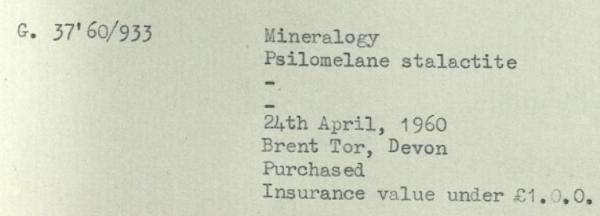 G. 37'60/933
Mineralogy
Psilomelane stalactite
-
-
24th April, 1960
Brent Tor, Devon
Purchased
Insurance value under £1.0.0.